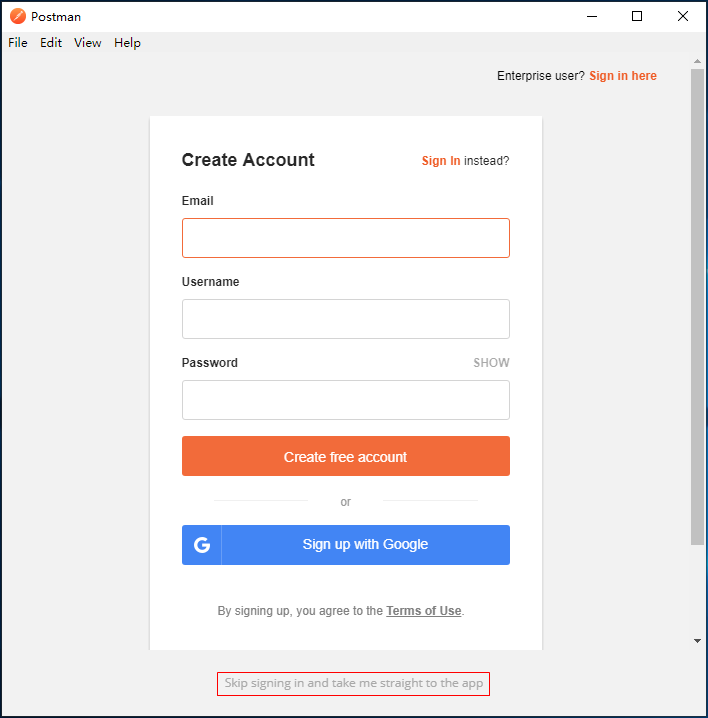 Postman
File Edit View Help
Enterprise user? Sign in here
Create Account
Sign In instead?
Email
Username
Password
SHOW
Create free account
or
G
Sign up with Google
By signing up, you agree to the Terms of Use.
Skip signing in and take me straight to the app